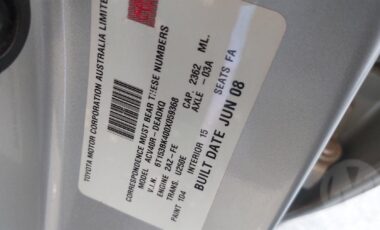 TOYOTA MOTOR CORPORATION AUSTRALIA LIMITED
CORRESPONDENCE MUST BEAR THESE NUMBERS
MODEL ACV40R-DEADKQ
V.I.N.
ENGINE 2AZ-FE CAP. 2362 ML.
TRANS. U250E AXLE -03A
PAINT 1D4 INTERIOR 15 SEATS FA
BUILT DATE JUN 08